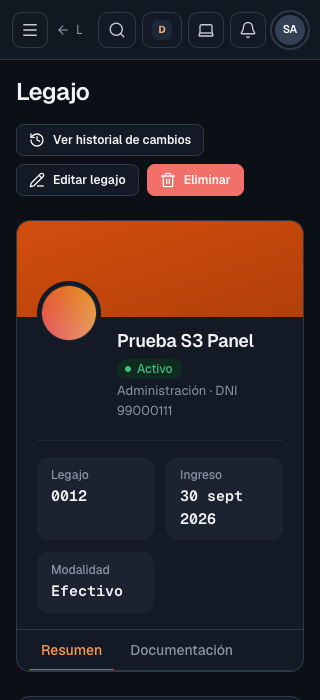 ← L
D
SA
Legajo
Ver historial de cambios
Editar legajo
Eliminar
Prueba S3 Panel
Activo
Administración · DNI
99000111
Legajo
0012
Ingreso
30 sept
2026
Modalidad
Efectivo
Resumen
Documentación